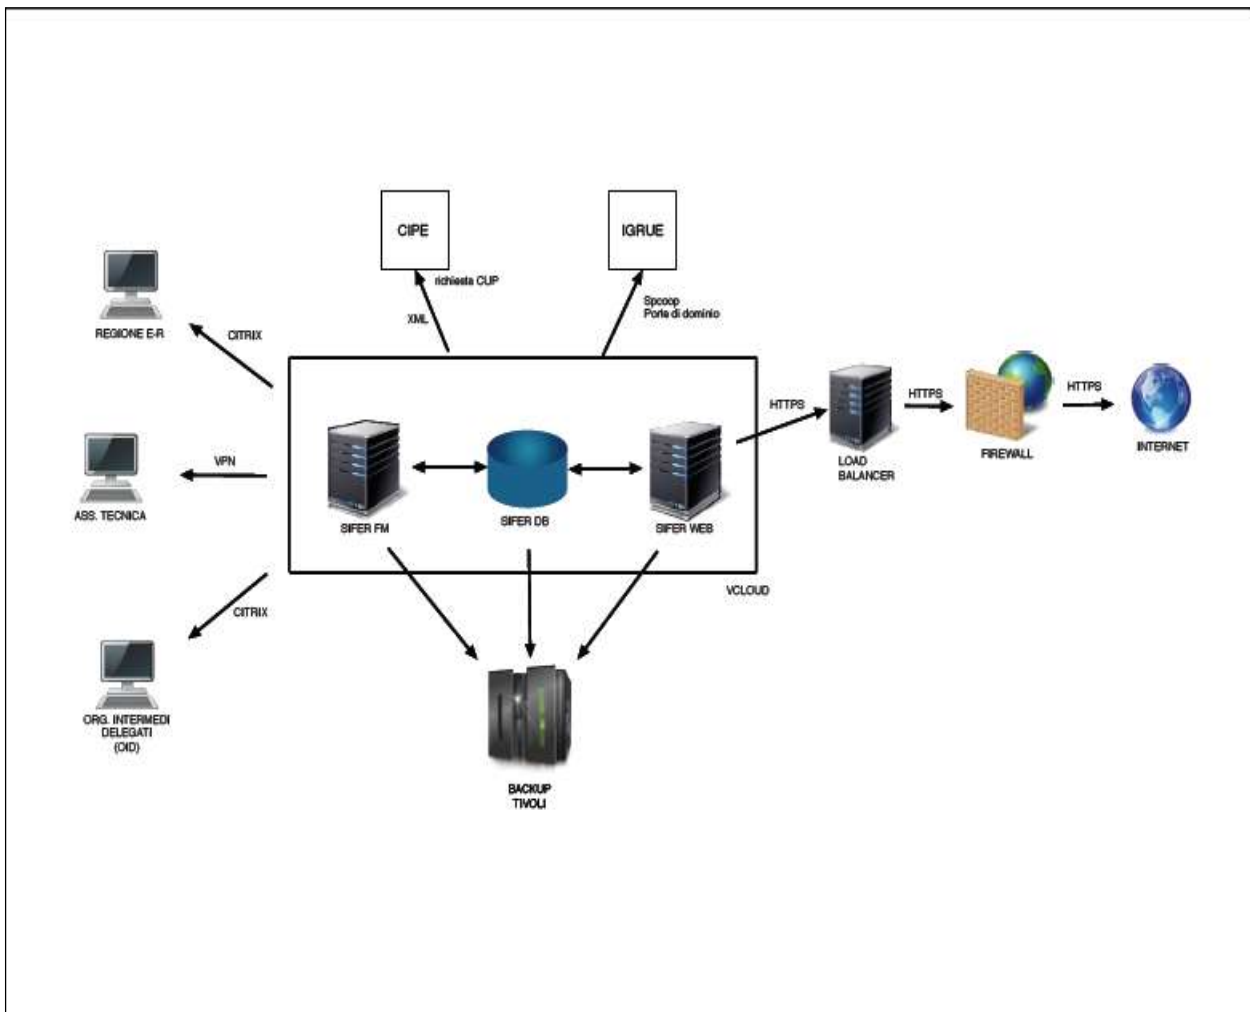 CIPE
IGRUE
richiesta CUP
XML
Spcoop
Porte di dominio
REGIONE E-R
CITRIX
HTTPS
HTTPS
HTTPS
LOAD
BALANCER
FIREWALL
INTERNET
VPN
ASS. TECNICA
SIFER FM
SIFER DB
SIFER WEB
VCLOUD
CITRIX
ORG. INTERMEDI
DELEGATI
(OID)
BACKUP
TIVOLI